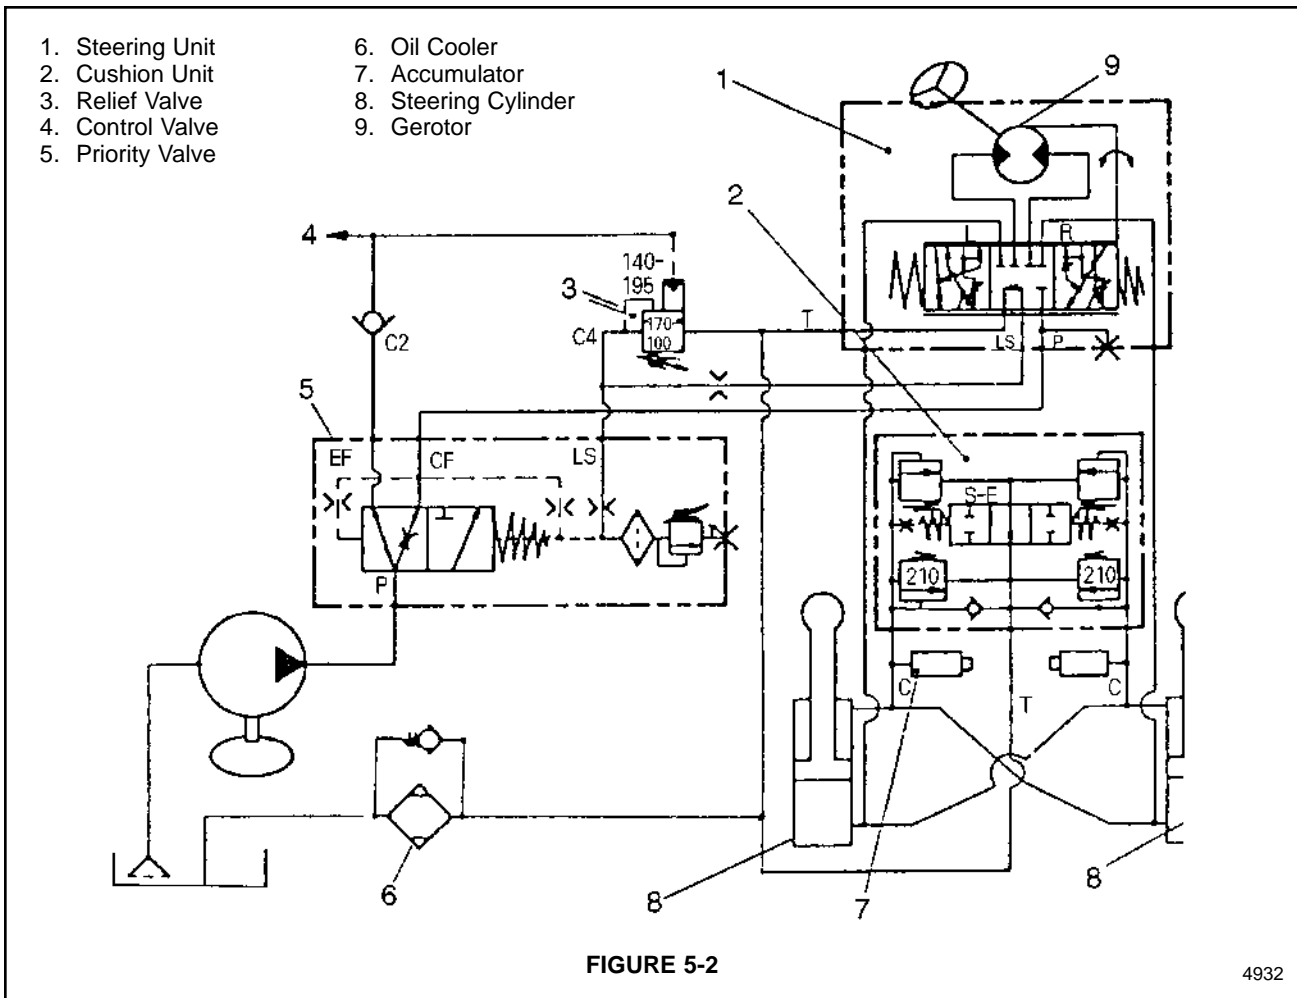 1. Steering Unit
2. Cushion Unit
3. Relief Valve
4. Control Valve
5. Priority Valve
6. Oil Cooler
7. Accumulator
8. Steering Cylinder
9. Gerotor
1
9
2
4
L
R
140-
195
3
170
100
C4
C2
T
LS
P
5
EF
CF
LS
S-E
P
210
210
C
C
T
6
8
7
8
FIGURE 5-2
4932